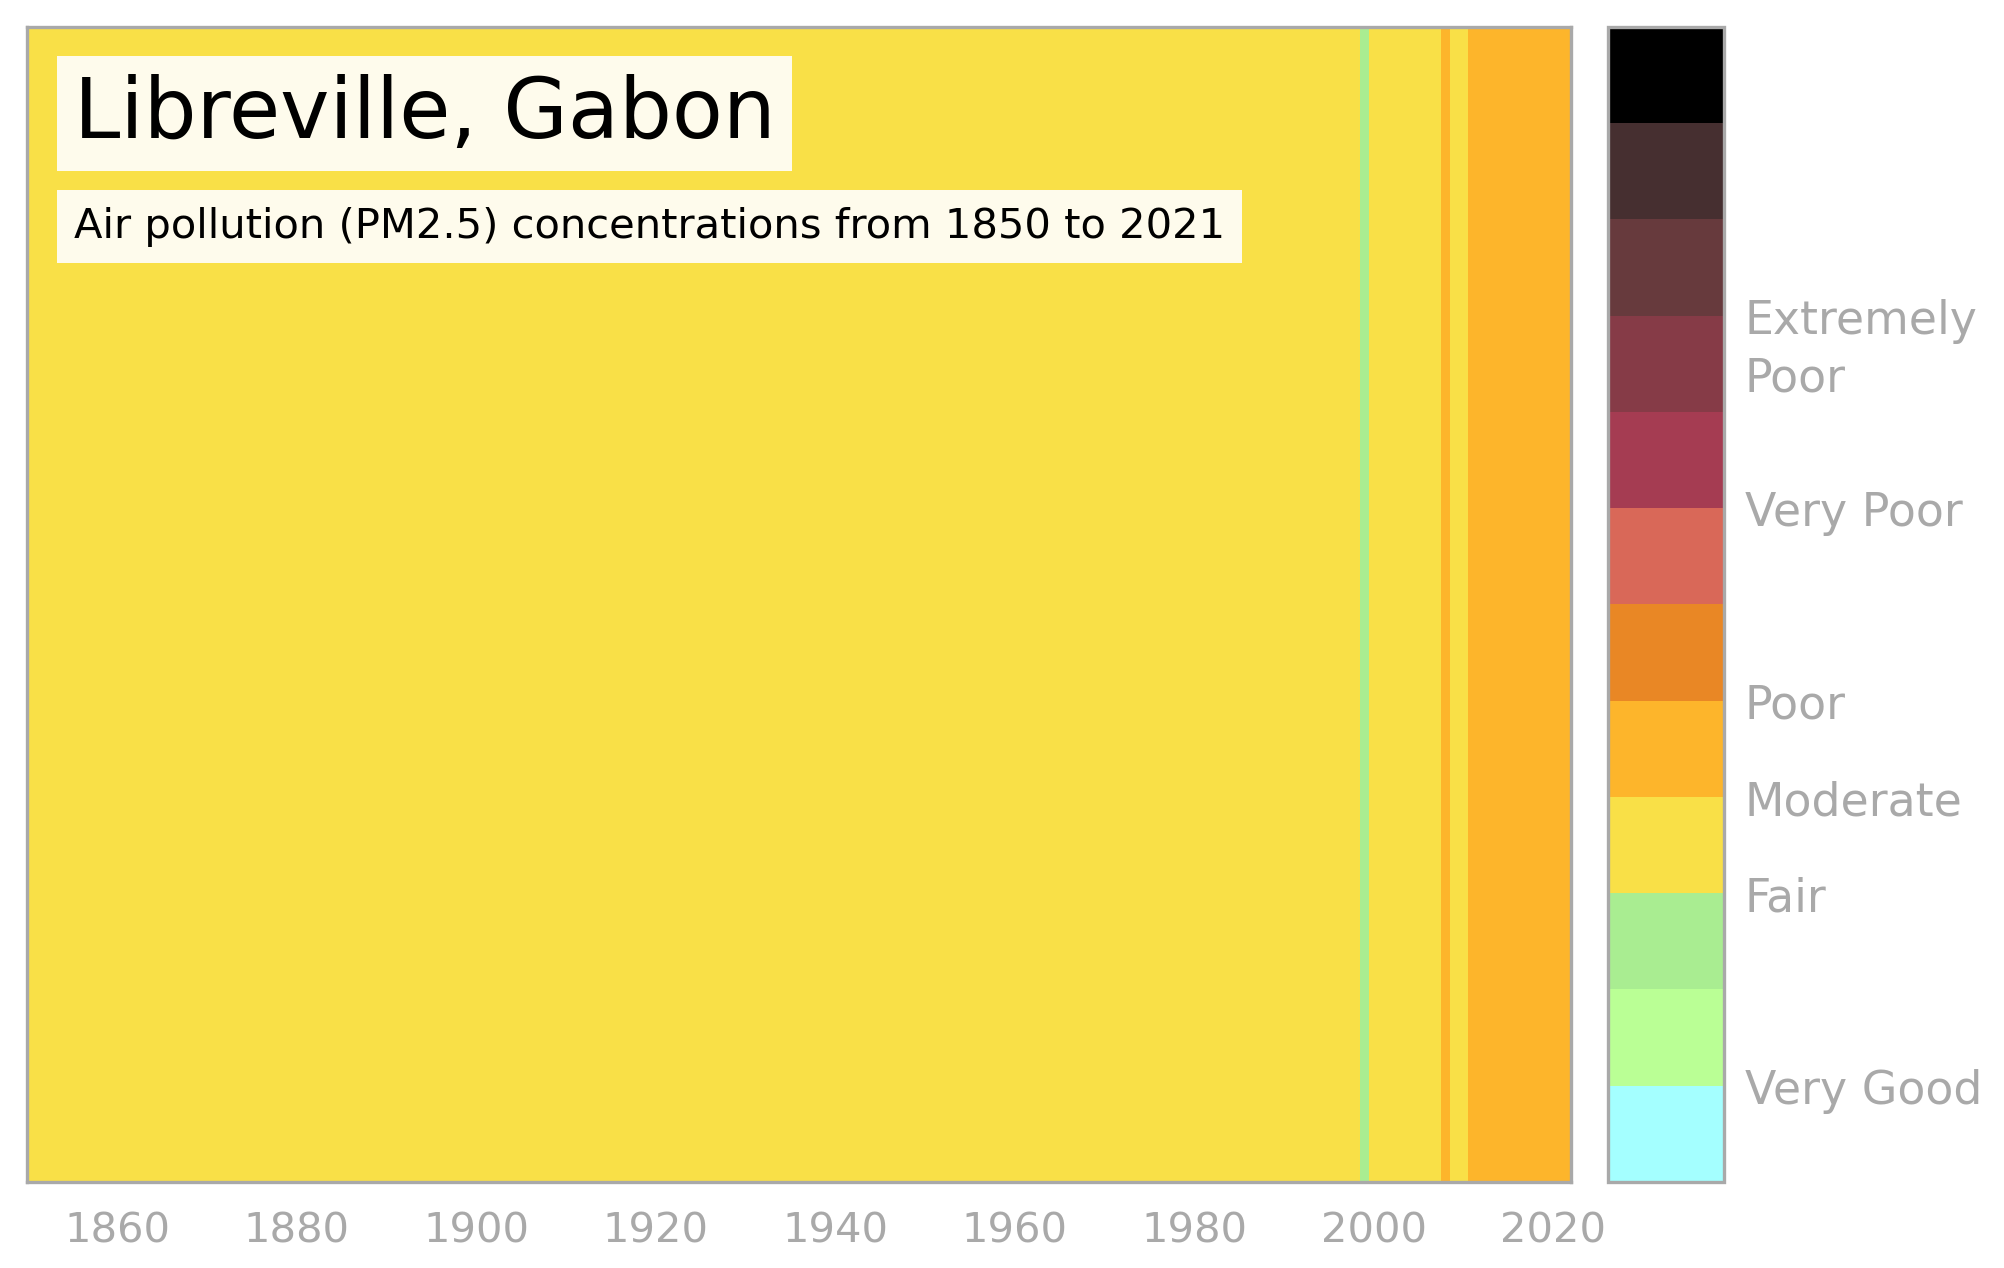 Libreville, Gabon
Air pollution (PM2.5) concentrations from 1850 to 2021
Extremely
Poor
Very Poor
Poor
Moderate
Fair
Very Good
1860 1880 1900 1920 1940 1960 1980 2000 2020